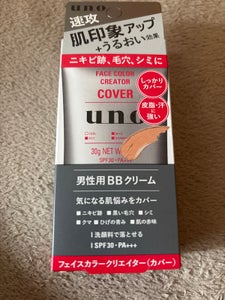 uno
速攻
肌印象アップ
+うるおい効果
ニキビ跡、毛穴、シミに
FACE COLOR
CREATOR
COVER
しっかり
カバー
皮脂・汗に
強い
uno
30g NET WT.
SPF30・PA+++
男性用BBクリーム
気になる肌悩みをカバー
■ニキビ跡 ■黒い毛穴 ■シミ
■クマ ■ひげの青み ■肌の赤味
洗顔料で落とせる
SPF30・PA+++
フェイスカラークリエイター(カバー)